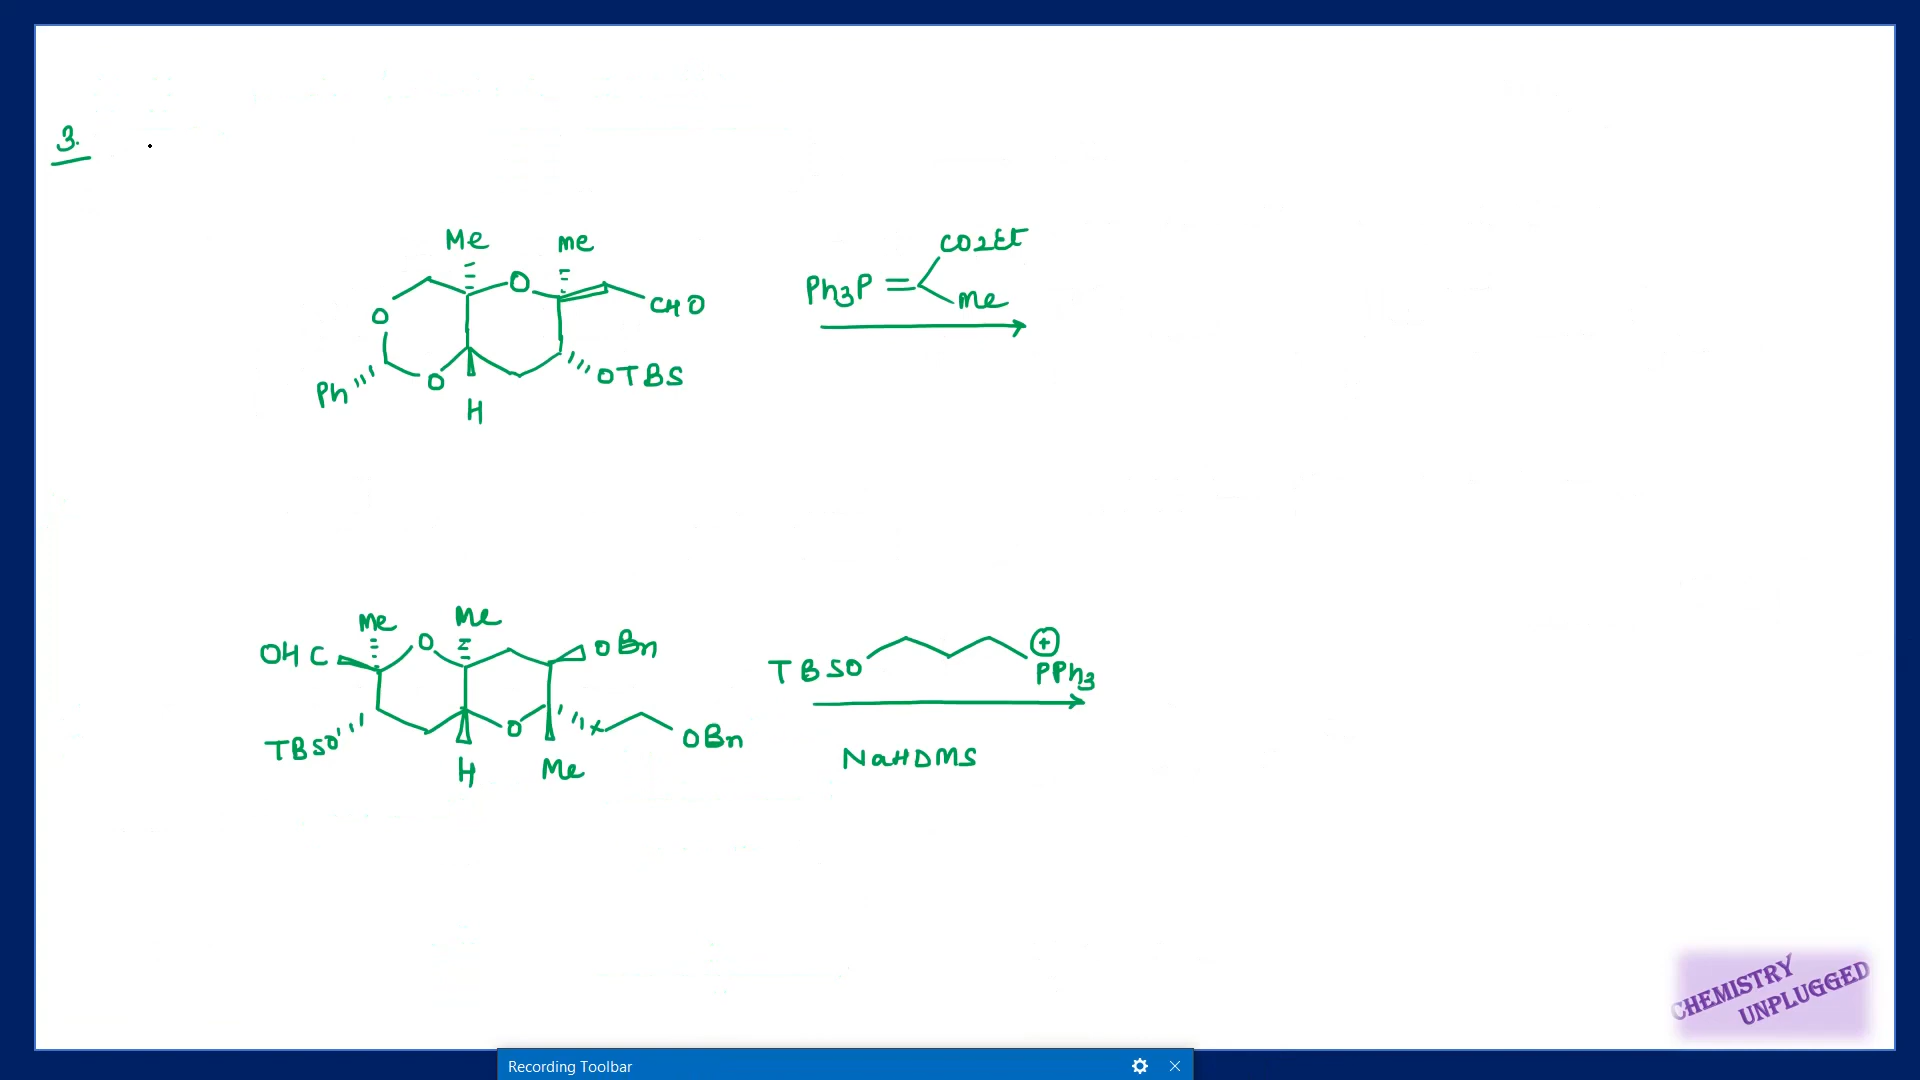 3.
Me
me
O
CHO
O
O
Ph
OTBS
H
CO2Et
Ph3P
Me
Me
Me
OHC
O
OBn
TBSO
O
OBn
H
Me
TBSO
+
PPh3
NaHDMS
CHEMISTRY
UNPLUGGED
Recording Toolbar